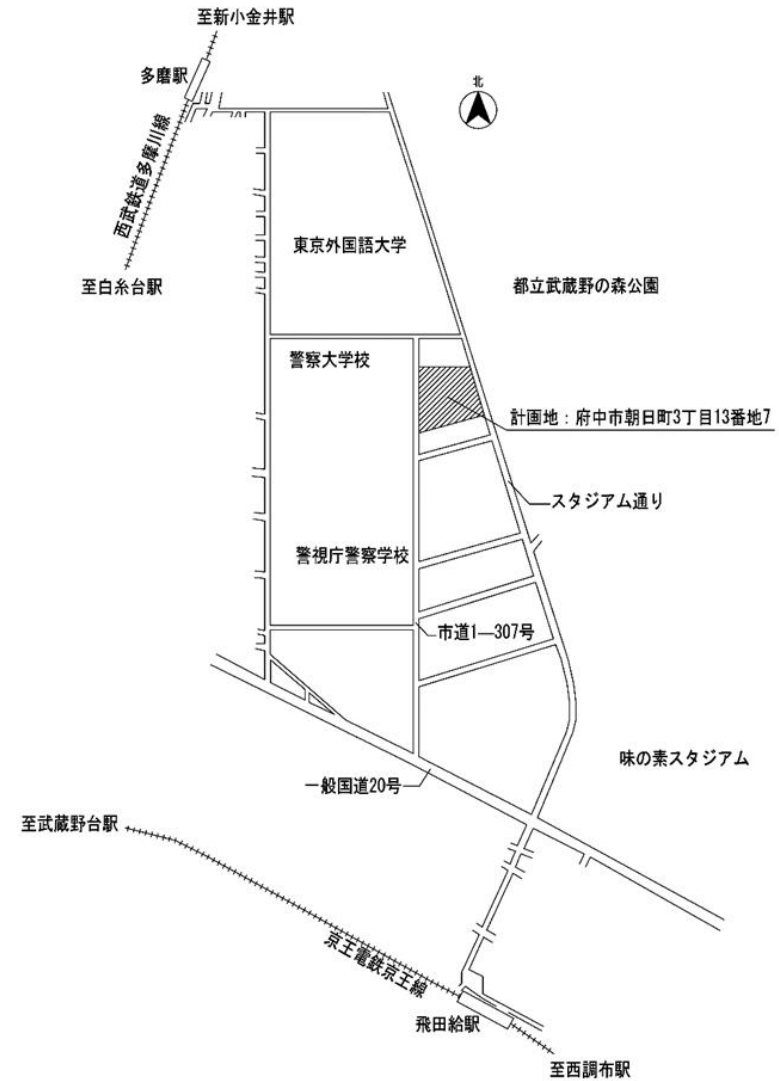 至新小金井駅
北
多磨駅
西武鉄道多摩川線
東京外国語大学
至白糸台駅
都立武蔵野の森公園
警察大学校
計画地：府中市朝日町3丁目13番地7
スタジアム通り
警視庁警察学校
市道1―307号
味の素スタジアム
一般国道20号
至武蔵野台駅
京王電鉄京王線
飛田給駅
至西調布駅